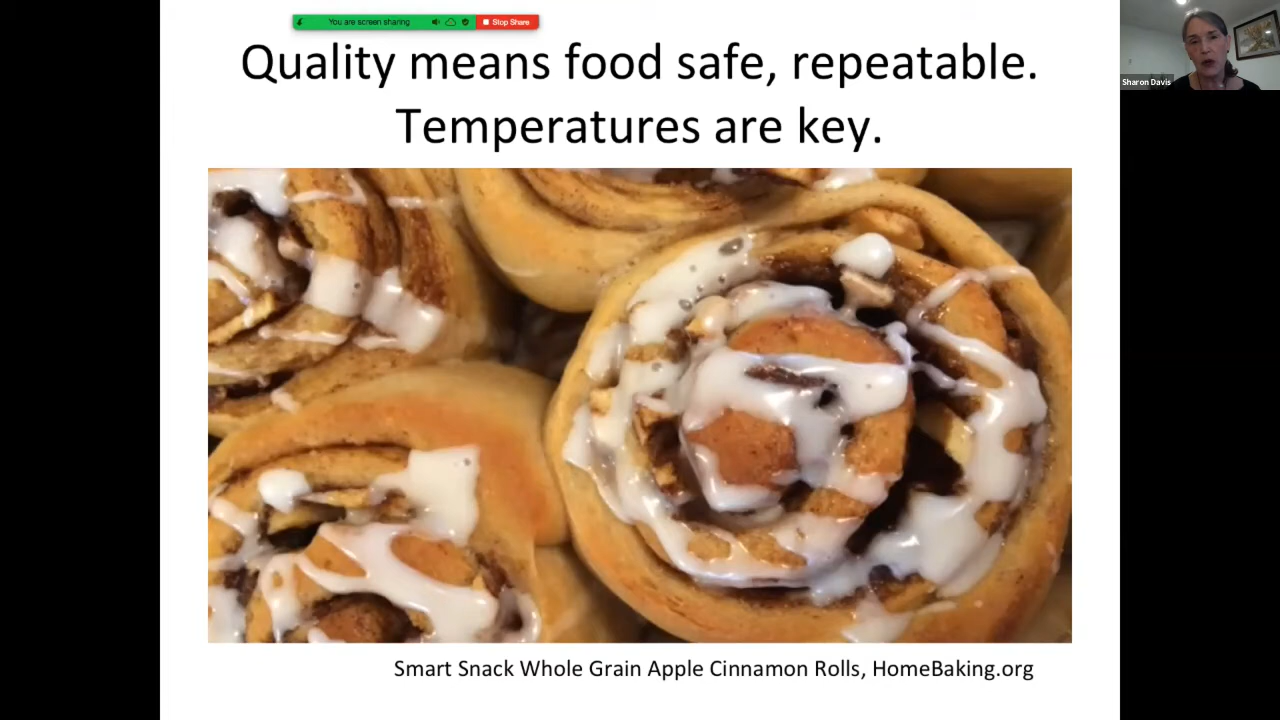 You are screen sharing
Stop Share
Quality means food safe, repeatable.
Temperatures are key.
Sharon Davis
Smart Snack Whole Grain Apple Cinnamon Rolls, HomeBaking.org